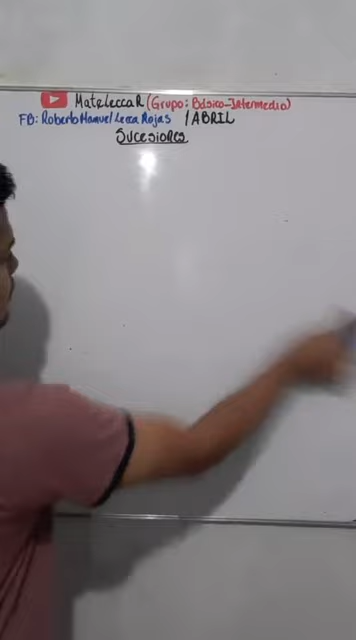 MateLeccaR (Grupo: Básico-Intermedio)
FB: Roberto Manuel Lecca Rojas / ABRIL
Sucesiones